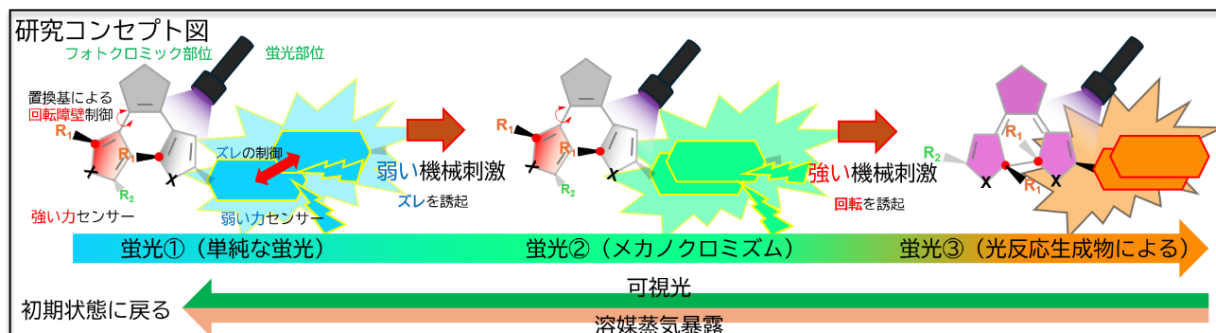 研究コンセプト図
フォトクロミック部位
蛍光部位
置換基による
回転障壁制御
R₁
R₁
X
X
R₂
ズレの制御
強い力センサー
弱い力センサー
弱い機械刺激
ズレを誘起
R₁
R₁
X
X
R₂
強い機械刺激
回転を誘起
R₂
R₁
R₁
X
X
蛍光①（単純な蛍光）
蛍光②（メカノクロミズム）
蛍光③（光反応生成物による）
可視光
初期状態に戻る
溶媒蒸気暴露